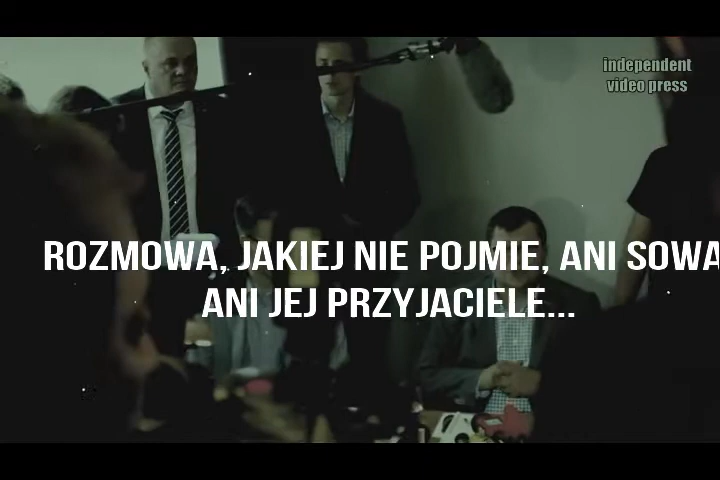 independent
video press
ROZMOWA, JAKIEJ NIE POJMIE, ANI SOWA
ANI JEJ PRZYJACIELE...